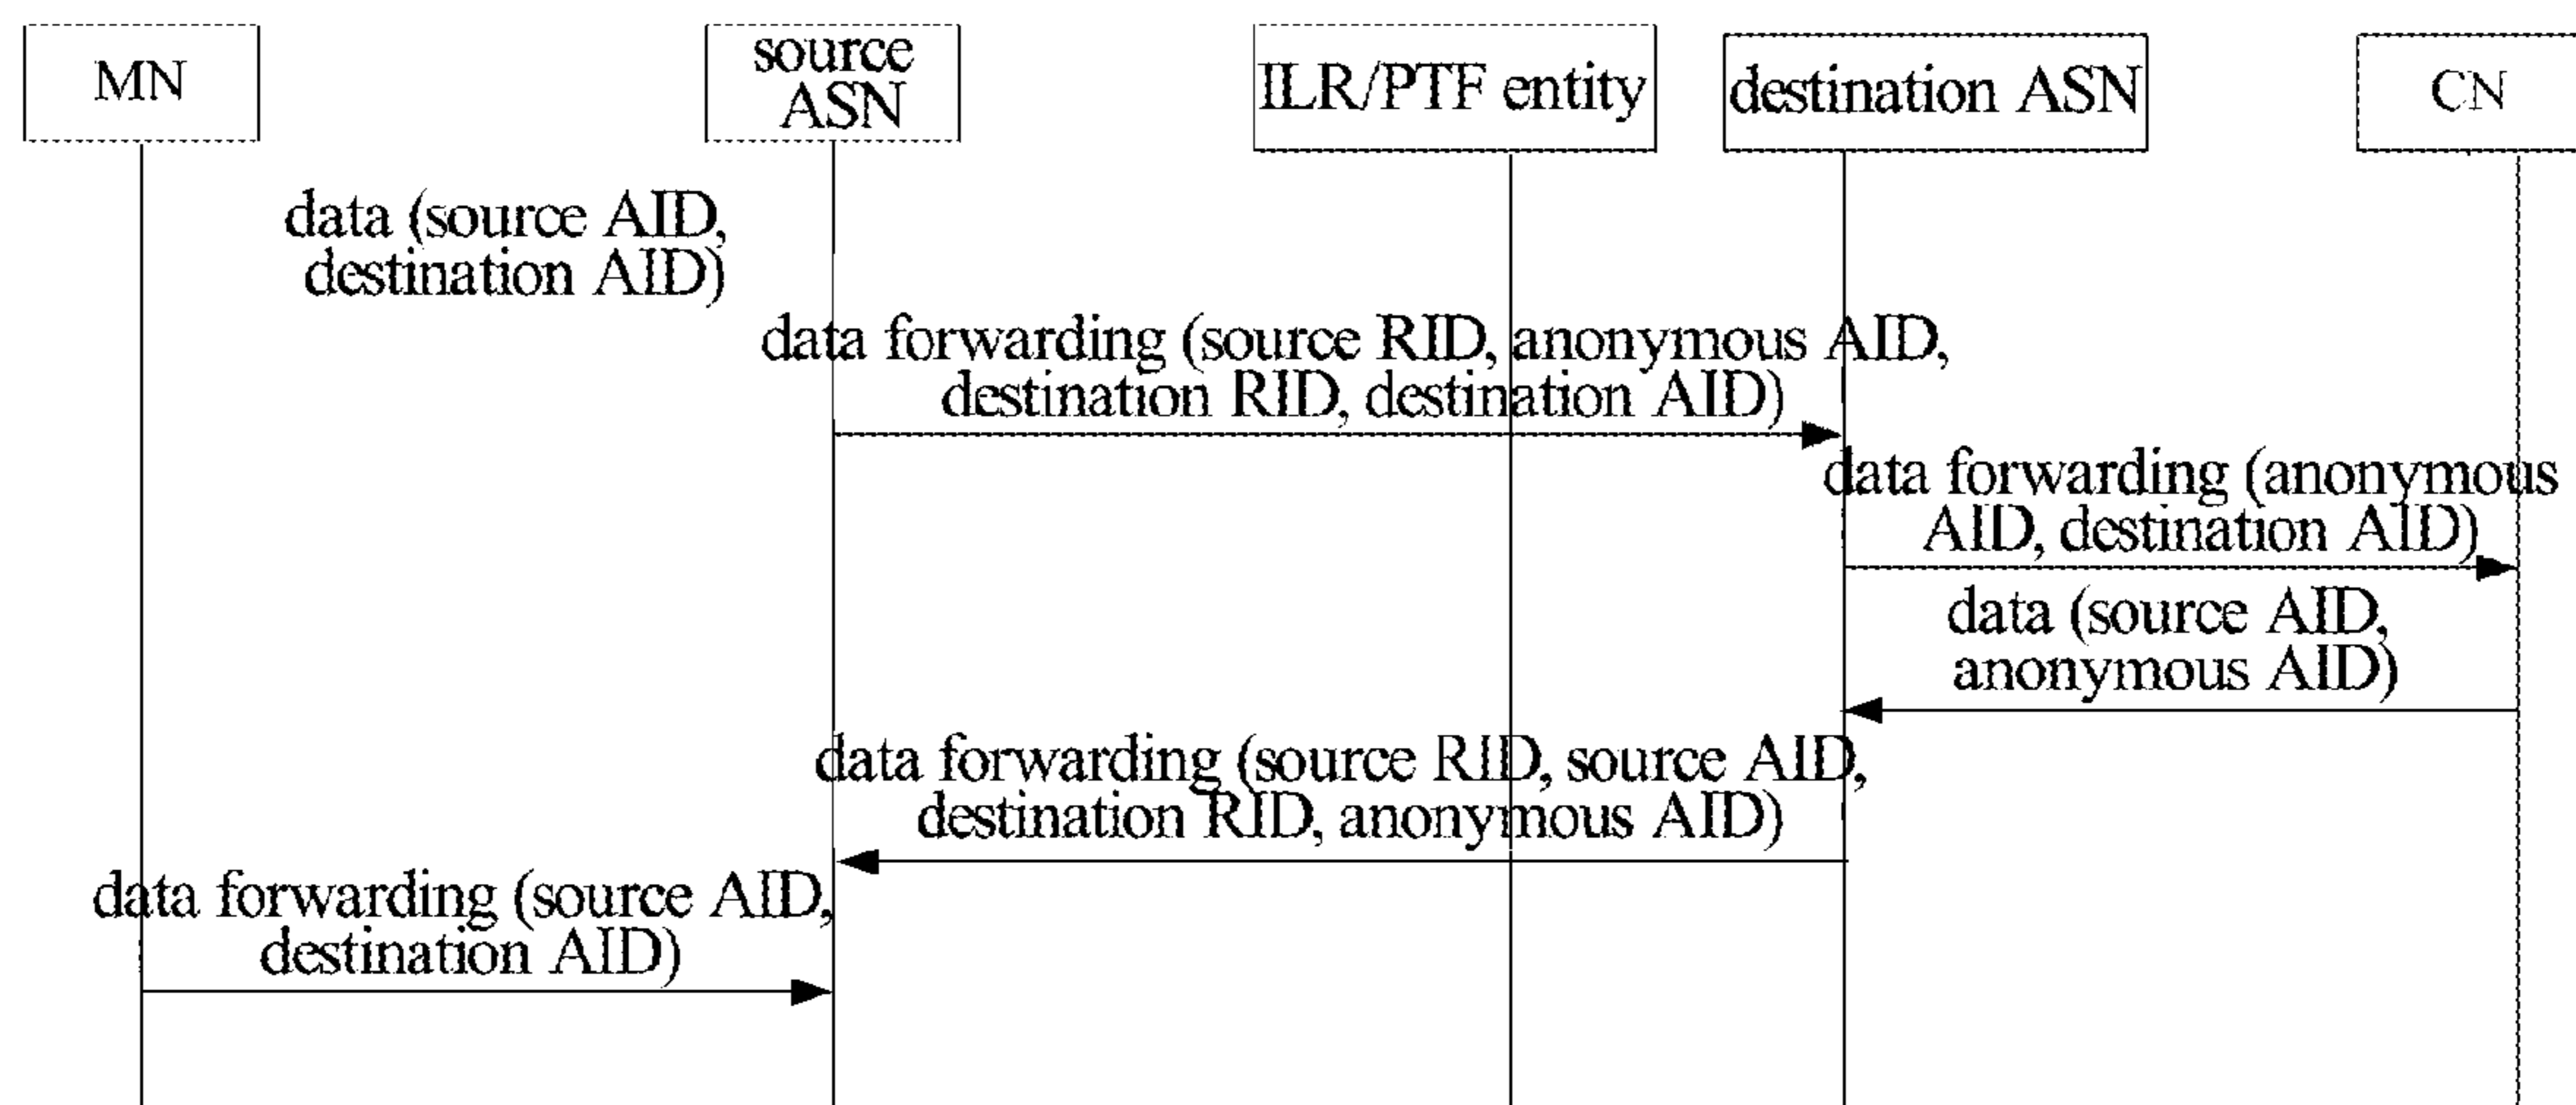 MN
source
ASN
ILR/PTF entity
destination ASN
CN
data (source AID,
destination AID)
data forwarding (source RID, anonymous AID,
destination RID, destination AID)
data forwarding (anonymous
AID, destination AID)
data (source AID,
anonymous AID)
data forwarding (source RID, source AID,
destination RID, anonymous AID)
data forwarding (source AID,
destination AID)